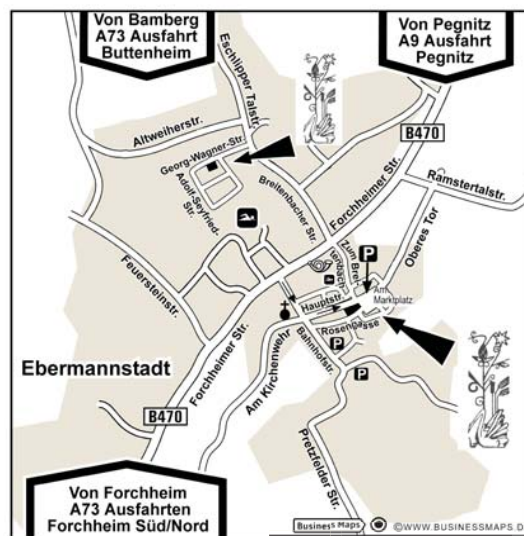 Von Bamberg
A73 Ausfahrt
Buttenheim
Von Pegnitz
A9 Ausfahrt
Pegnitz
Eschlipper Talstr.
Altweiherstr.
Georg-Wagner-Str.
Adolf-Seyfried-
Str.
B470
Ramstertalstr.
Breitenbacher Str.
Forchheimer Str.
Oberes Tor
Feuersteinstr.
Zum Brei-
tenbach
P
Am
Marktplatz
Hauptstr.
Rosengasse
P
Bahnhofstr.
P
Ebermannstadt
Forchheimer Str.
Am Kirchenwehr
B470
Pretzfelder Str.
Von Forchheim
A73 Ausfahrten
Forchheim Süd/Nord
Business Maps
©WWW.BUSINESSMAPS.D